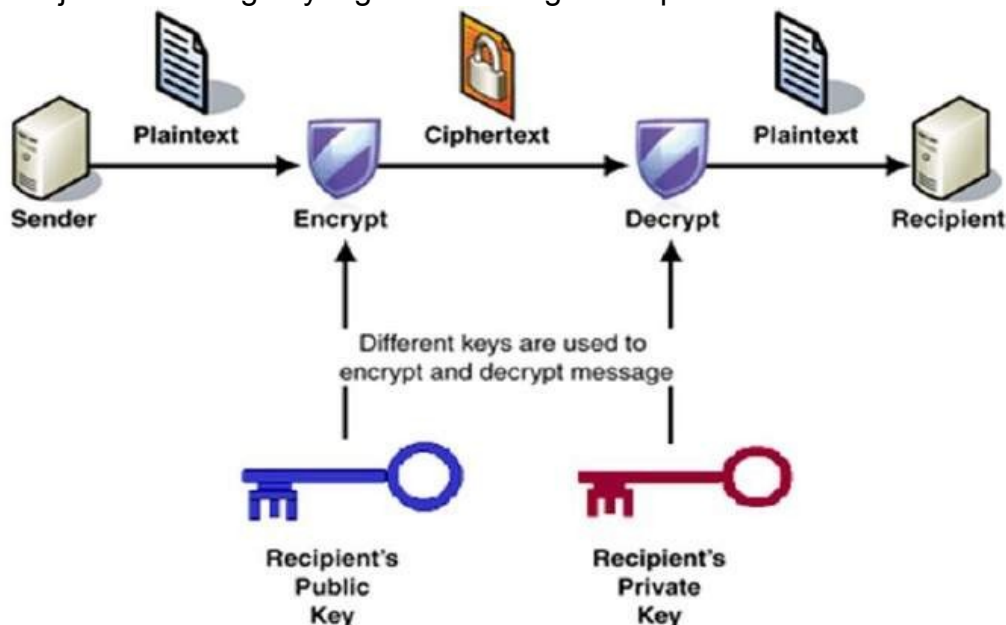 Plaintext
Ciphertext
Plaintext
Sender
Encrypt
Decrypt
Recipient
Different keys are used to
encrypt and decrypt message
Recipient's
Public
Key
Recipient's
Private
Key